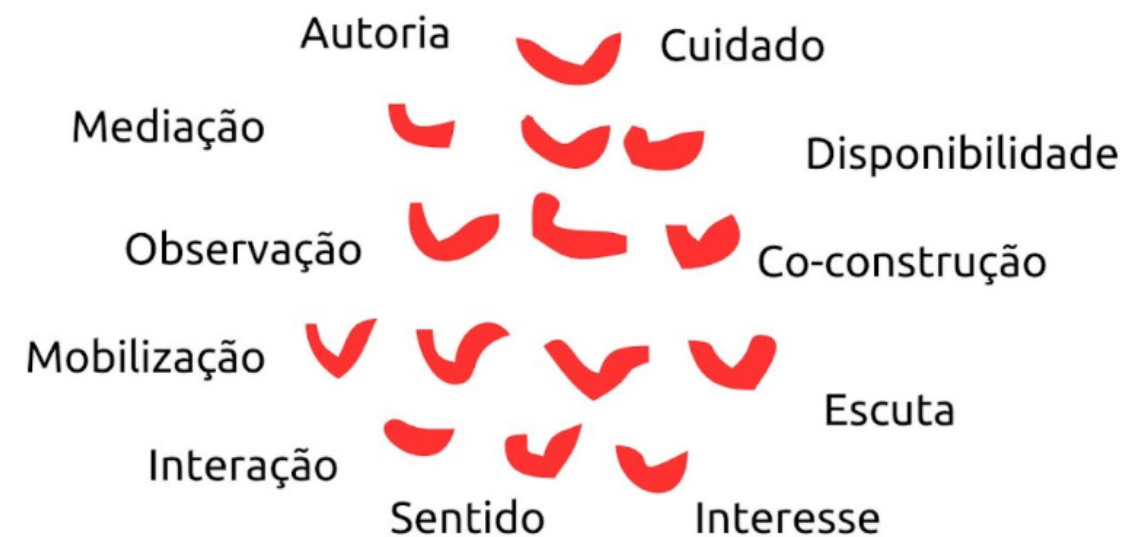 Autoria
Cuidado
Mediação
Disponibilidade
Observação
Co-construção
Mobilização
Escuta
Interação
Sentido
Interesse